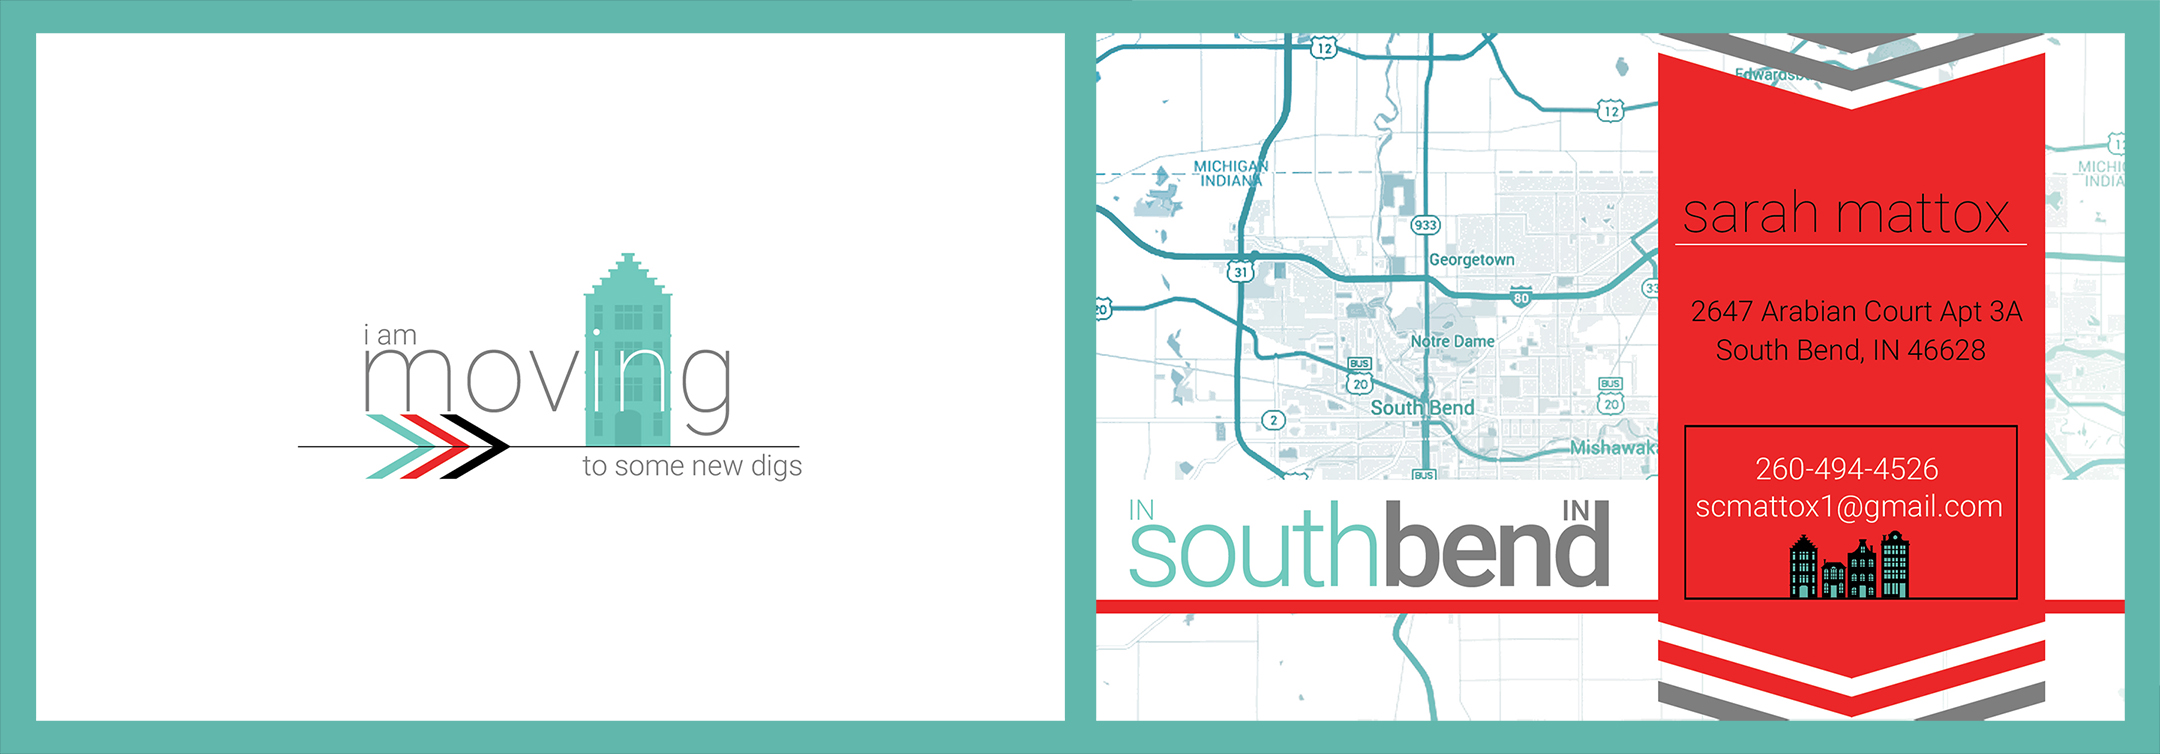 i am
moving
to some new digs
12
12
Edwardsb
MICHIGAN
INDIANA
MICHI
INDIA
933
Georgetown
31
80
33
20
Notre Dame
BUS
20
BUS
20
South Bend
2
Mishawak
BUS
IN
southbend
IN
sarah mattox
2647 Arabian Court Apt 3A
South Bend, IN 46628
260-494-4526
scmattox1@gmail.com